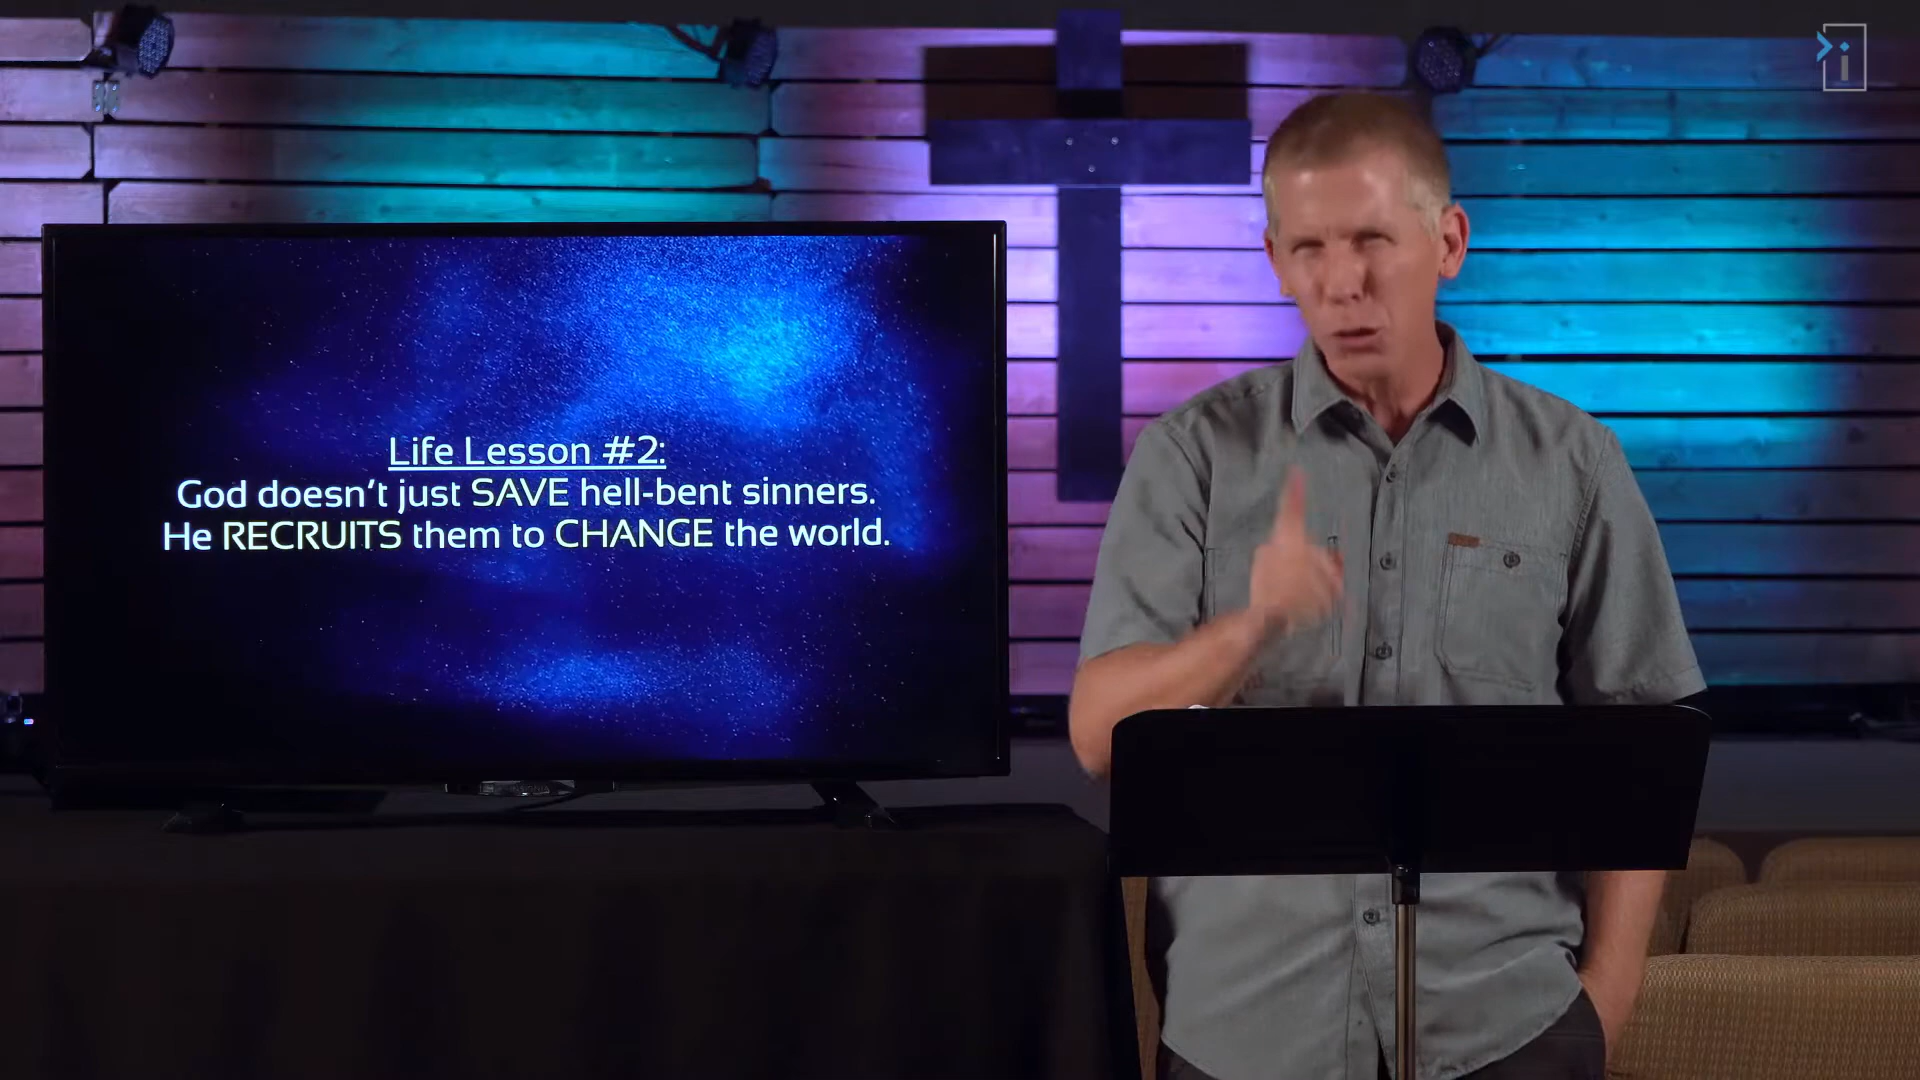 Life Lesson #2:
God doesn't just SAVE hell-bent sinners.
He RECRUITS them to CHANGE the world.